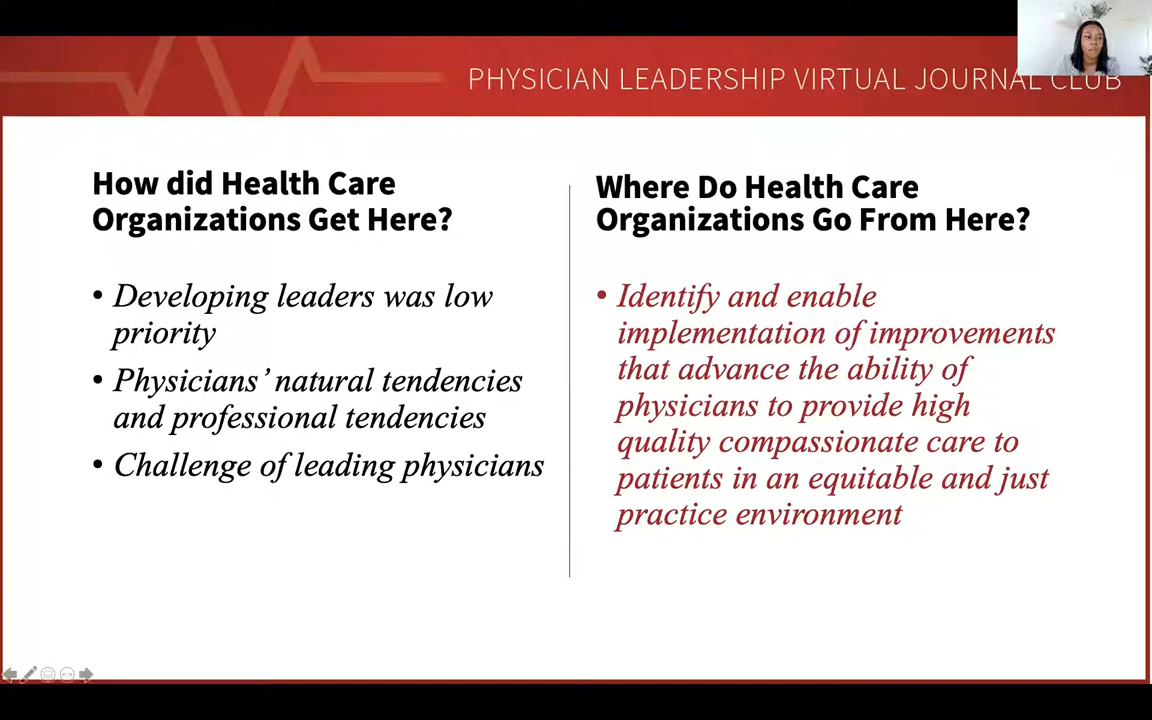 PHYSICIAN LEADERSHIP VIRTUAL JOURNAL CLUB
How did Health Care
Organizations Get Here?
• Developing leaders was low
priority
• Physicians’ natural tendencies
and professional tendencies
• Challenge of leading physicians
Where Do Health Care
Organizations Go From Here?
• Identify and enable
implementation of improvements
that advance the ability of
physicians to provide high
quality compassionate care to
patients in an equitable and just
practice environment